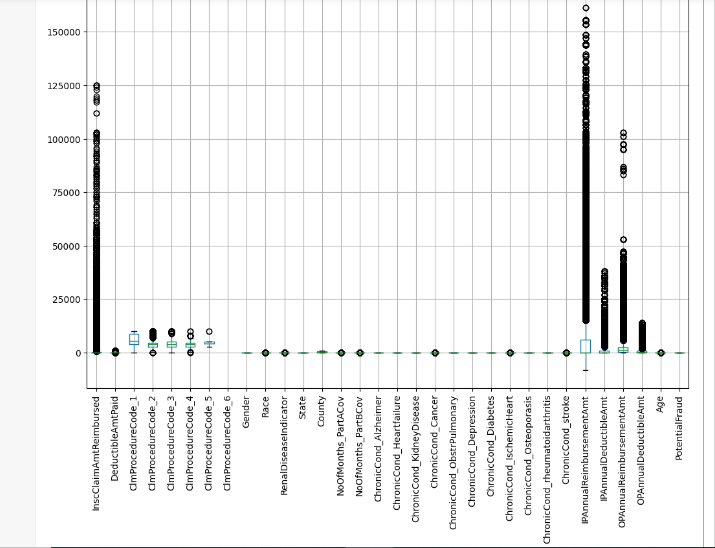 150000
125000
100000
75000
50000
25000
0
InscClaimAmtReimbursed
DeductibleAmtPaid
ClmProcedureCode_1
ClmProcedureCode_2
ClmProcedureCode_3
ClmProcedureCode_4
ClmProcedureCode_5
ClmProcedureCode_6
Gender
Race
RenalDiseaseIndicator
State
County
NoOfMonths_PartACov
NoOfMonths_PartBCov
ChronicCond_Alzheimer
ChronicCond_Heartfailure
ChronicCond_KidneyDisease
ChronicCond_Cancer
ChronicCond_ObstrPulmonary
ChronicCond_Depression
ChronicCond_Diabetes
ChronicCond_IschemicHeart
ChronicCond_Osteoporasis
ChronicCond_rheumatoidarthritis
ChronicCond_stroke
IPAnnualReimbursementAmt
IPAnnualDeductibleAmt
OPAnnualReimbursementAmt
OPAnnualDeductibleAmt
Age
PotentialFraud